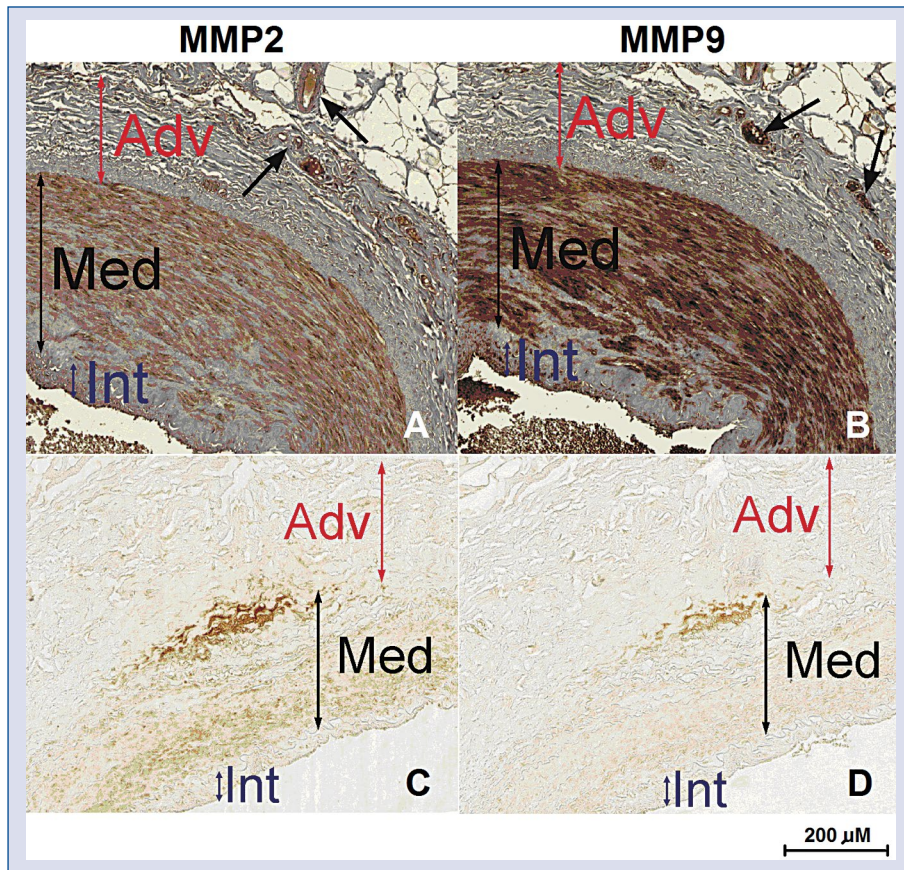 MMP2
MMP9
Adv
Med
Int
A
Adv
Med
Int
B
Adv
Med
Int
C
Adv
Med
Int
D
200 µM